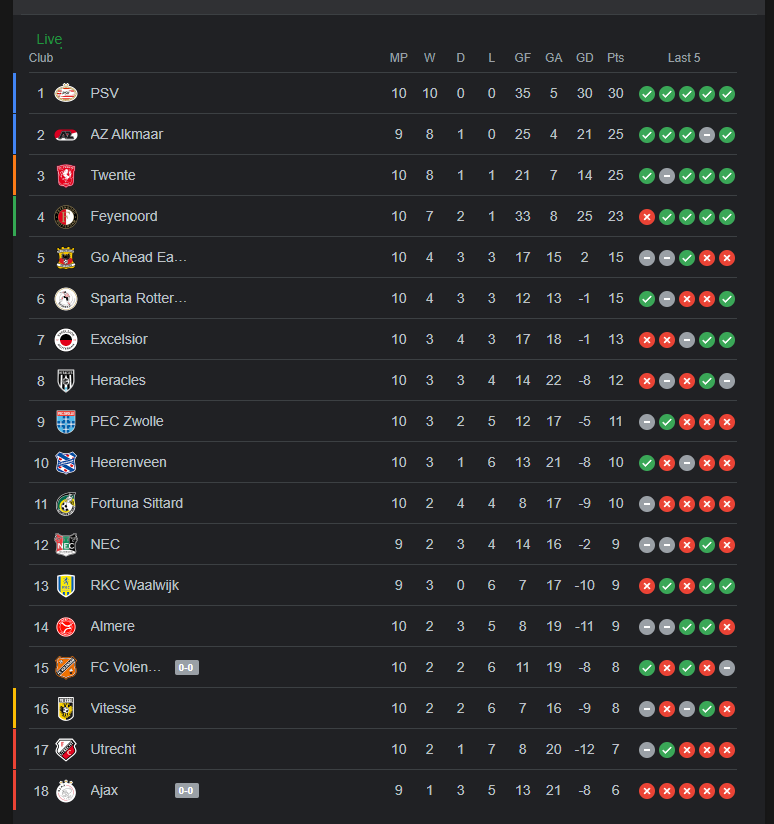 Live
Club MP W D L GF GA GD Pts Last 5
1 PSV 10 10 0 0 35 5 30 30
2 AZ Alkmaar 9 8 1 0 25 4 21 25
3 Twente 10 8 1 1 21 7 14 25
4 Feyenoord 10 7 2 1 33 8 25 23
5 Go Ahead Ea... 10 4 3 3 17 15 2 15
6 Sparta Rotter... 10 4 3 3 12 13 -1 15
7 Excelsior 10 3 4 3 17 18 -1 13
8 Heracles 10 3 3 4 14 22 -8 12
9 PEC Zwolle 10 3 2 5 12 17 -5 11
10 Heerenveen 10 3 1 6 13 21 -8 10
11 Fortuna Sittard 10 2 4 4 8 17 -9 10
12 NEC 9 2 3 4 14 16 -2 9
13 RKC Waalwijk 9 3 0 6 7 17 -10 9
14 Almere 10 2 3 5 8 19 -11 9
15 FC Volen... 0-0 10 2 2 6 11 19 -8 8
16 Vitesse 10 2 2 6 7 16 -9 8
17 Utrecht 10 2 1 7 8 20 -12 7
18 Ajax 0-0 9 1 3 5 13 21 -8 6